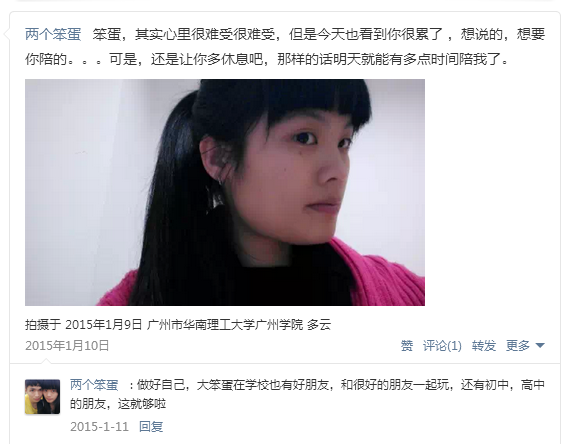 两个笨蛋 笨蛋，其实心里很难受很难受，但是今天也看到你很累了 ，想说的，想要
你陪的。。。可是，还是让你多休息吧，那样的话明天就能有多点时间陪我了。
拍摄于 2015年1月9日 广州市华南理工大学广州学院 多云
2015年1月10日 赞 评论(1) 转发 更多
两个笨蛋 : 做好自己，大笨蛋在学校也有好朋友，和很好的朋友一起玩，还有初中，高中
的朋友，这就够啦
2015-1-11 回复